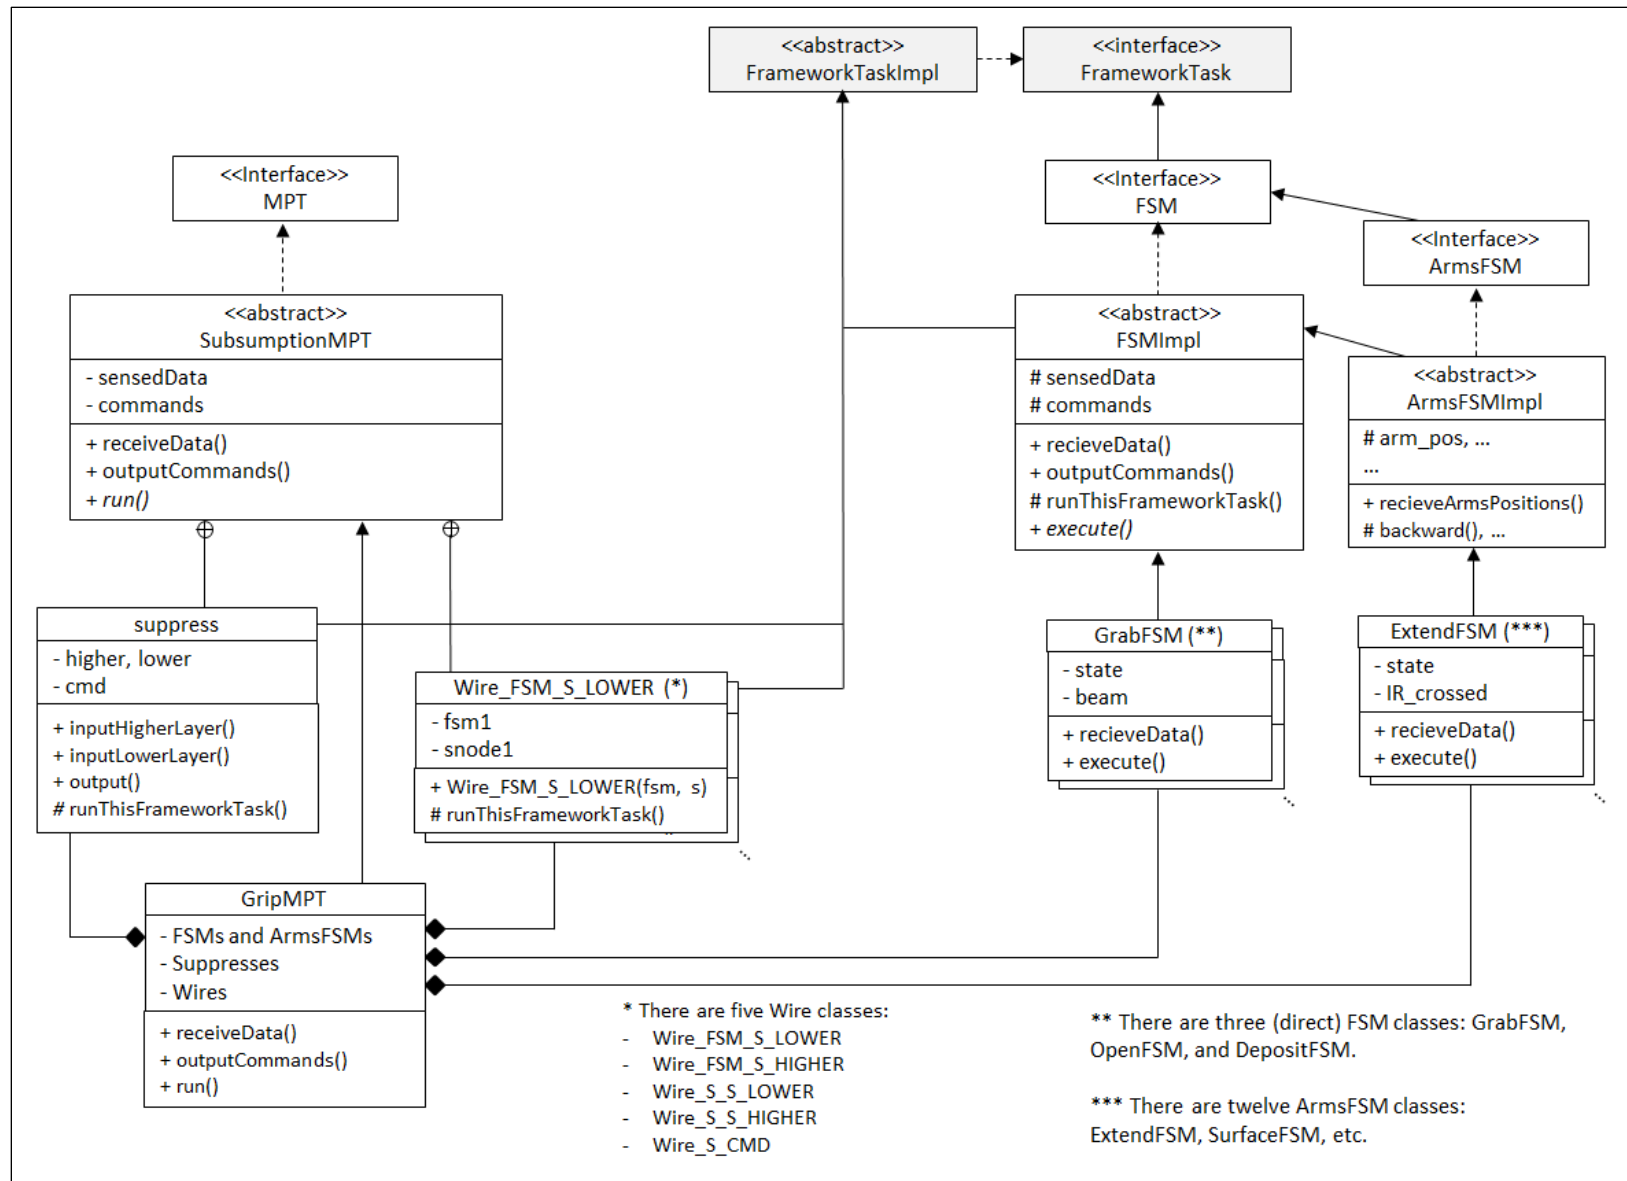 <<abstract>>
FrameworkTaskImpl
<<interface>>
FrameworkTask
<<Interface>>
MPT
<<Interface>>
FSM
<<Interface>>
ArmsFSM
<<abstract>>
SubsumptionMPT
- sensedData
- commands
+ receiveData()
+ outputCommands()
+ run()
<<abstract>>
FSMImpl
# sensedData
# commands
+ recieveData()
+ outputCommands()
# runThisFrameworkTask()
+ execute()
<<abstract>>
ArmsFSMImpl
# arm_pos, ...
...
+ recieveArmsPositions()
# backward(), ...
suppress
- higher, lower
- cmd
+ inputHigherLayer()
+ inputLowerLayer()
+ output()
# runThisFrameworkTask()
Wire_FSM_S_LOWER (*)
- fsm1
- snode1
+ Wire_FSM_S_LOWER(fsm, s)
# runThisFrameworkTask()
...
GrabFSM (**)
- state
- beam
+ recieveData()
+ execute()
...
ExtendFSM (***)
- state
- IR_crossed
+ recieveData()
+ execute()
...
GripMPT
- FSMs and ArmsFSMs
- Suppresses
- Wires
+ receiveData()
+ outputCommands()
+ run()
* There are five Wire classes:
- Wire_FSM_S_LOWER
- Wire_FSM_S_HIGHER
- Wire_S_S_LOWER
- Wire_S_S_HIGHER
- Wire_S_CMD
** There are three (direct) FSM classes: GrabFSM,
OpenFSM, and DepositFSM.
*** There are twelve ArmsFSM classes:
ExtendFSM, SurfaceFSM, etc.